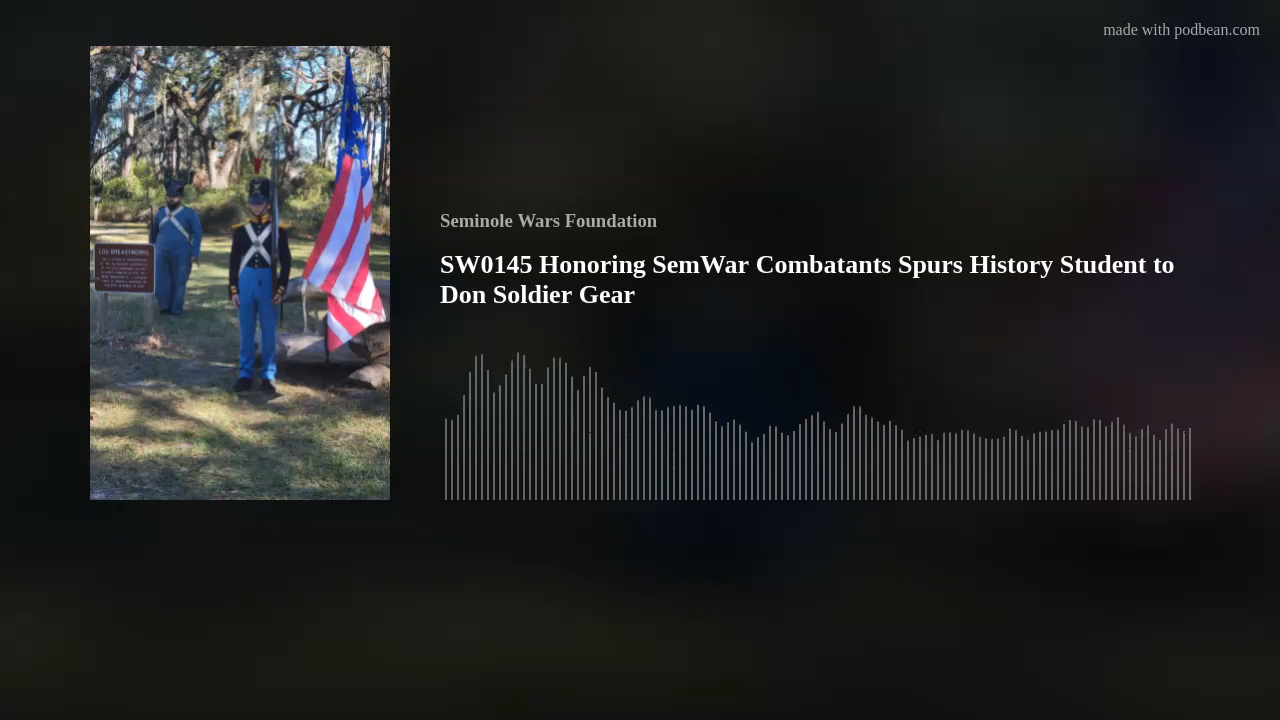 made with podbean.com
Seminole Wars Foundation
SW0145 Honoring SemWar Combatants Spurs History Student to
Don Soldier Gear
LOG BREASTWORKS